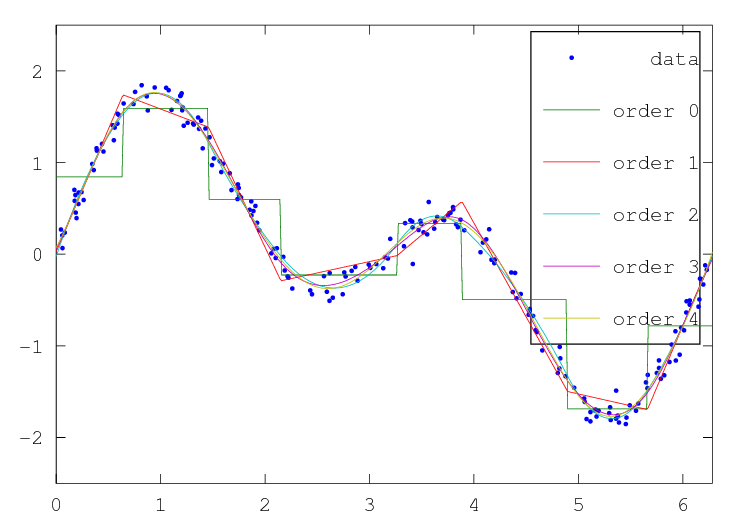 2
1
0
-1
-2
0 1 2 3 4 5 6
data
order 0
order 1
order 2
order 3
order 4